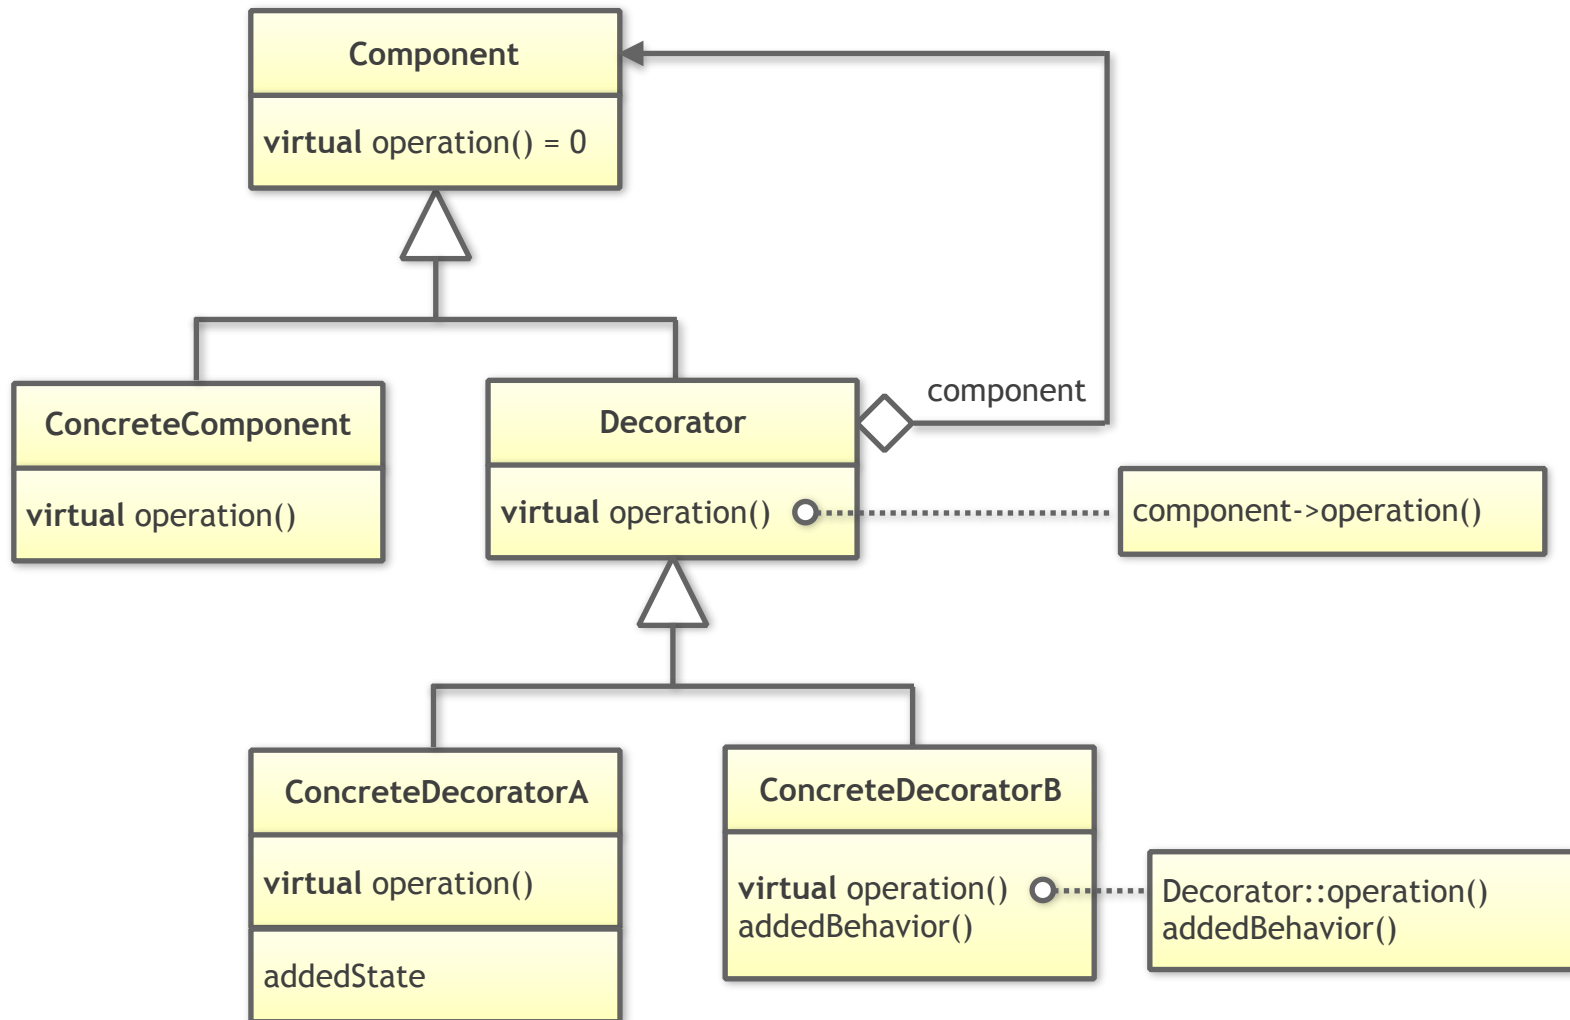 Component
virtual operation() = 0
ConcreteComponent
virtual operation()
Decorator
virtual operation()
component
component->operation()
ConcreteDecoratorA
virtual operation()
addedState
ConcreteDecoratorB
virtual operation()
addedBehavior()
Decorator::operation()
addedBehavior()